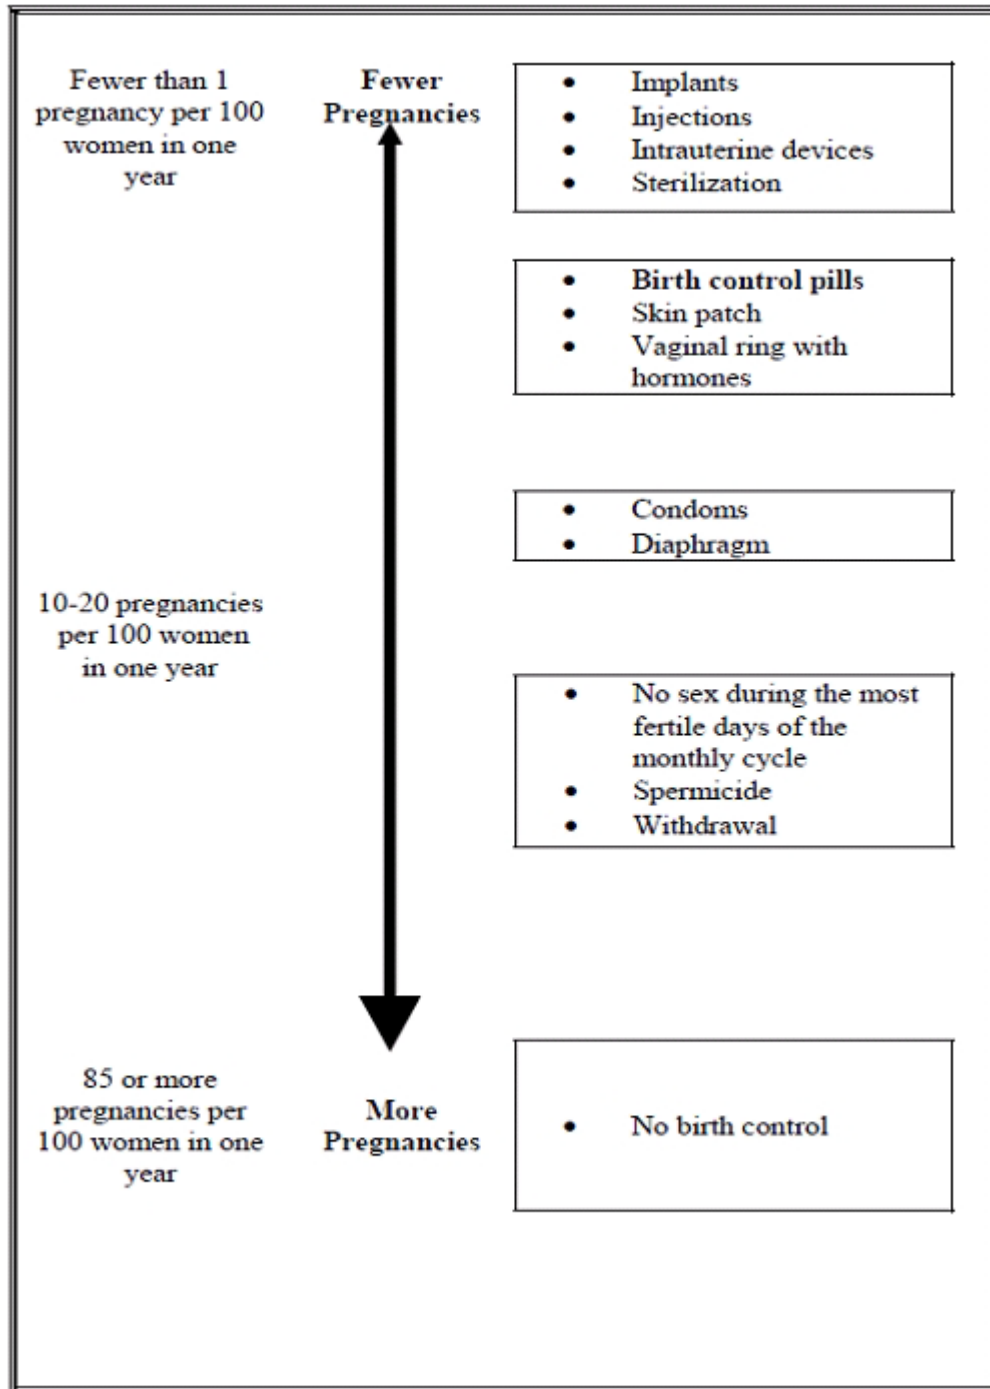 Fewer than 1
pregnancy per 100
women in one
year
Fewer
Pregnancies
• Implants
• Injections
• Intrauterine devices
• Sterilization
• Birth control pills
• Skin patch
• Vaginal ring with
hormones
• Condoms
• Diaphragm
10-20 pregnancies
per 100 women
in one year
• No sex during the most
fertile days of the
monthly cycle
• Spermicide
• Withdrawal
85 or more
pregnancies per
100 women in one
year
More
Pregnancies
• No birth control